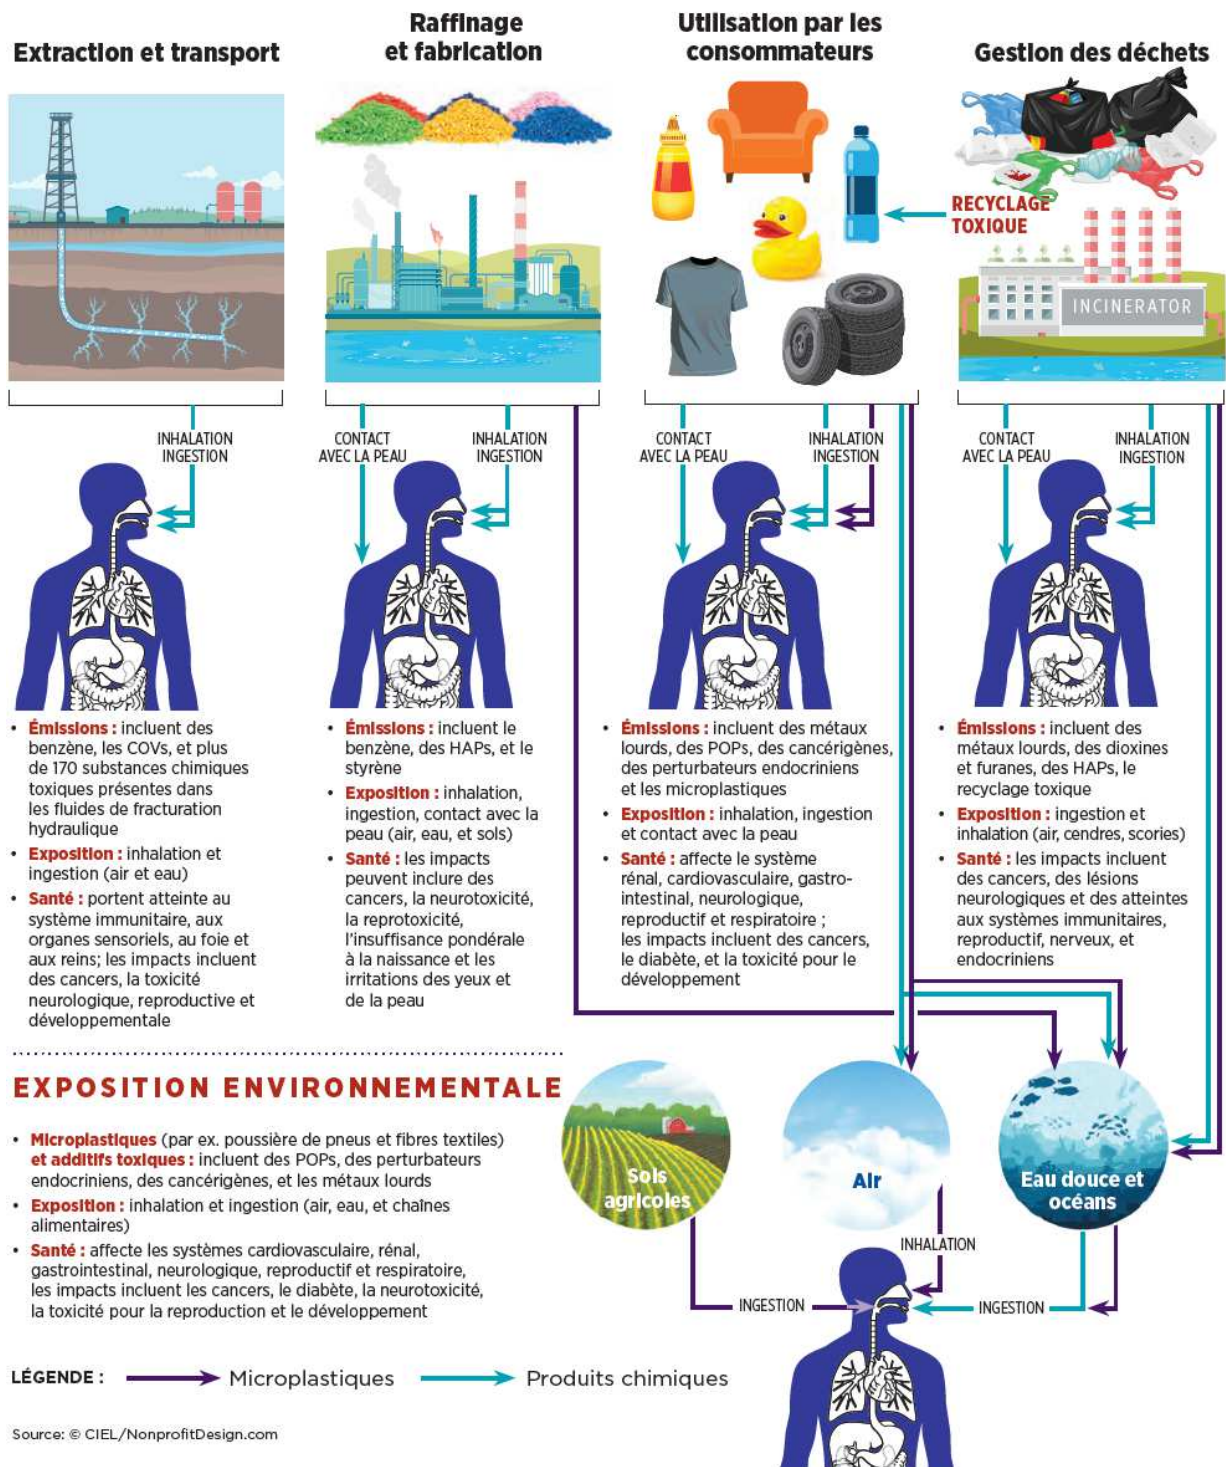 Extraction et transport
Raffinage
et fabrication
Utilisation par les
consommateurs
Gestion des déchets
RECYCLAGE
TOXIQUE
INCINERATOR
INHALATION
INGESTION
CONTACT
AVEC LA PEAU
INHALATION
INGESTION
CONTACT
AVEC LA PEAU
INHALATION
INGESTION
CONTACT
AVEC LA PEAU
INHALATION
INGESTION
• Émissions : incluent des
benzène, les COVs, et plus
de 170 substances chimiques
toxiques présentes dans
les fluides de fracturation
hydraulique
• Exposition : inhalation et
ingestion (air et eau)
• Santé : portent atteinte au
système immunitaire, aux
organes sensoriels, au foie et
aux reins; les impacts incluent
des cancers, la toxicité
neurologique, reproductive et
développementale
• Émissions : incluent le
benzène, des HAPs, et le
styrène
• Exposition : inhalation,
ingestion, contact avec la
peau (air, eau, et sols)
• Santé : les impacts
peuvent inclure des
cancers, la neurotoxicité,
la reprotoxicité,
l'insuffisance pondérale
à la naissance et les
irritations des yeux et
de la peau
• Émissions : incluent des métaux
lourds, des POPs, des cancérigènes,
des perturbateurs endocriniens
et les microplastiques
• Exposition : inhalation, ingestion
et contact avec la peau
• Santé : affecte le système
rénal, cardiovasculaire, gastro-
intestinal, neurologique,
reproductif et respiratoire ;
les impacts incluent des cancers,
le diabète, et la toxicité pour le
développement
• Émissions : incluent des
métaux lourds, des dioxines
et furanes, des HAPs, le
recyclage toxique
• Exposition : ingestion et
inhalation (air, cendres, scories)
• Santé : les impacts incluent
des cancers, des lésions
neurologiques et des atteintes
aux systèmes immunitaires,
reproductif, nerveux, et
endocriniens
EXPOSITION ENVIRONNEMENTALE
• Microplastiques (par ex. poussière de pneus et fibres textiles)
et additifs toxiques : incluent des POPs, des perturbateurs
endocriniens, des cancérigènes, et les métaux lourds
• Exposition : inhalation et ingestion (air, eau, et chaînes
alimentaires)
• Santé : affecte les systèmes cardiovasculaire, rénal,
gastrointestinal, neurologique, reproductif et respiratoire,
les impacts incluent les cancers, le diabète, la neurotoxicité,
la toxicité pour la reproduction et le développement
Sols
agricoles
Air
Eau douce et
océans
INHALATION
INGESTION
INGESTION
LÉGENDE :
Microplastiques
Produits chimiques
Source: © CIEL/NonprofitDesign.com